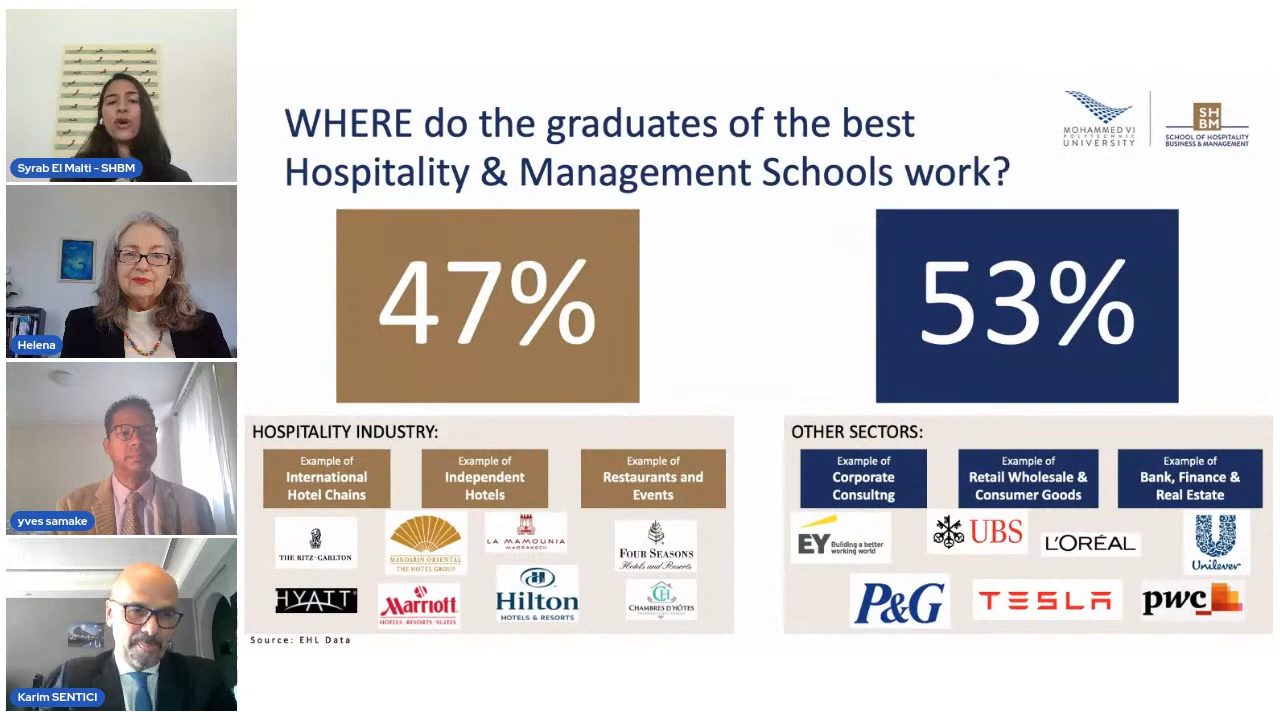 Syrab El Malti - SHBM
Helena
yves samake
Karim SENTICI
WHERE do the graduates of the best
Hospitality & Management Schools work?
MOHAMMED VI
POLYTECHNIC
UNIVERSITY
SH
BM
SCHOOL OF HOSPITALITY
BUSINESS & MANAGEMENT
47%
53%
HOSPITALITY INDUSTRY:
Example of
International
Hotel Chains
Example of
Independent
Hotels
Example of
Restaurants and
Events
THE RITZ-CARLTON
MANDARIN ORIENTAL
THE HOTEL GROUP
LA MAMOUNIA
MARRAKECH
FOUR SEASONS
Hotels and Resorts
HYATT
Marriott
HOTELS · RESORTS · SUITES
Hilton
HOTELS & RESORTS
CH
CHAMBRES D'HÔTES
Source: EHL Data
OTHER SECTORS:
Example of
Corporate
Consultng
Example of
Retail Wholesale &
Consumer Goods
Example of
Bank, Finance &
Real Estate
EY
Building a better
working world
UBS
L'ORÉAL
Unilever
P&G
TESLA
pwc